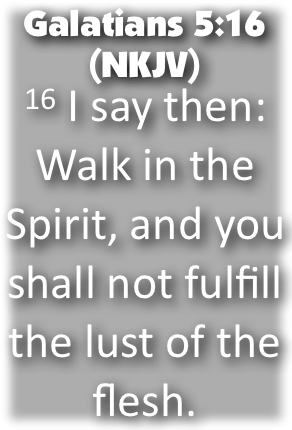 Galatians 5:16
(NKJV)
16 I say then:
Walk in the
Spirit, and you
shall not fulfill
the lust of the
flesh.